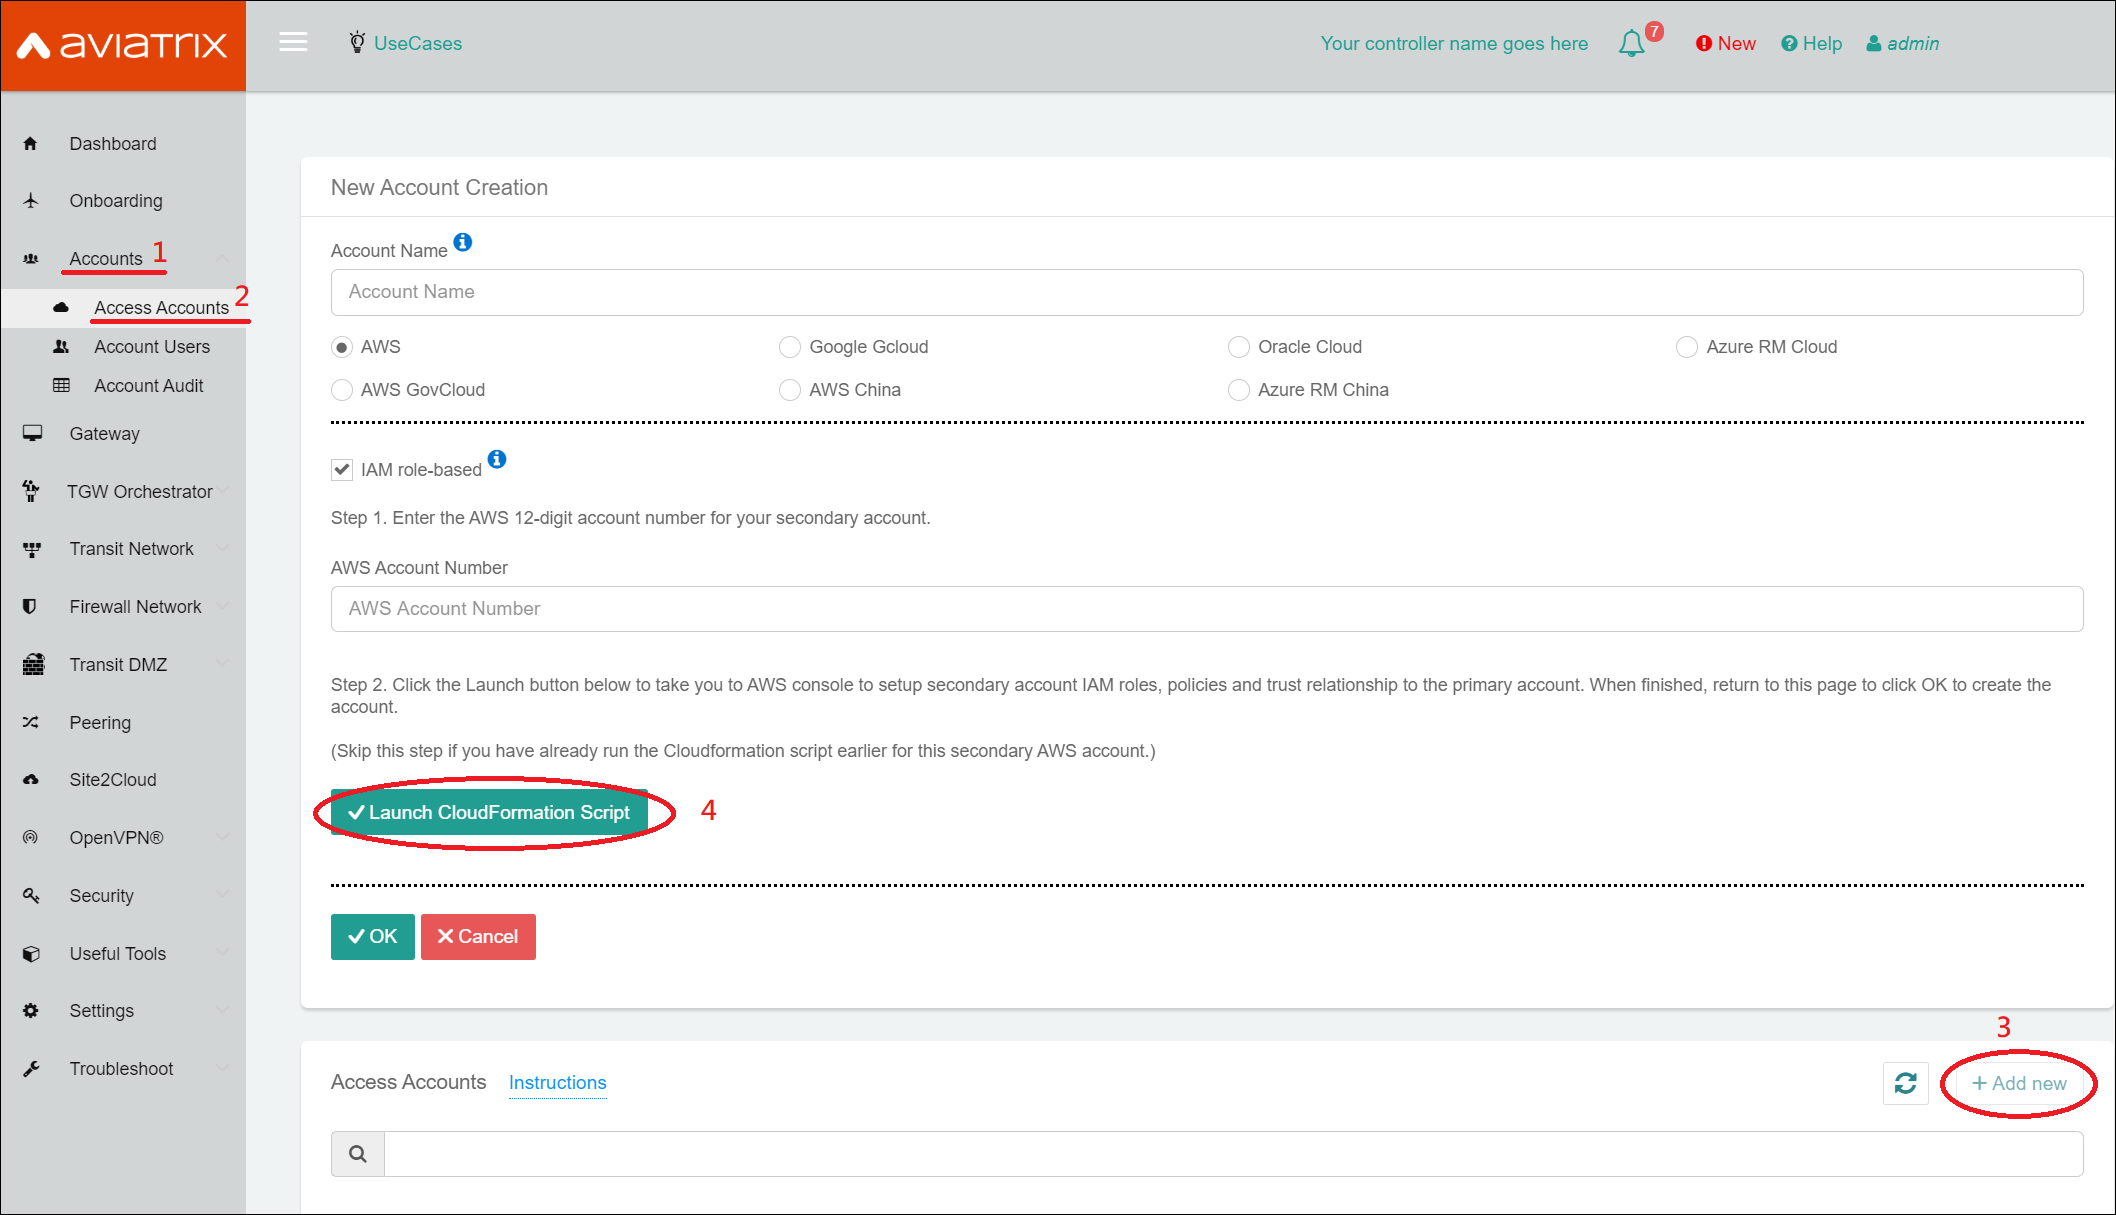 aviatrix
UseCases
Your controller name goes here
7
New
Help
admin
Dashboard
Onboarding
Accounts 1
Access Accounts 2
Account Users
Account Audit
Gateway
TGW Orchestrator
Transit Network
Firewall Network
Transit DMZ
Peering
Site2Cloud
OpenVPN®
Security
Useful Tools
Settings
Troubleshoot
New Account Creation
Account Name
Account Name
AWS
Google Gcloud
Oracle Cloud
Azure RM Cloud
AWS GovCloud
AWS China
Azure RM China
IAM role-based
Step 1. Enter the AWS 12-digit account number for your secondary account.
AWS Account Number
AWS Account Number
Step 2. Click the Launch button below to take you to AWS console to setup secondary account IAM roles, policies and trust relationship to the primary account. When finished, return to this page to click OK to create the
account.
(Skip this step if you have already run the Cloudformation script earlier for this secondary AWS account.)
Launch CloudFormation Script 4
OK
Cancel
3
Access Accounts
Instructions
+ Add new